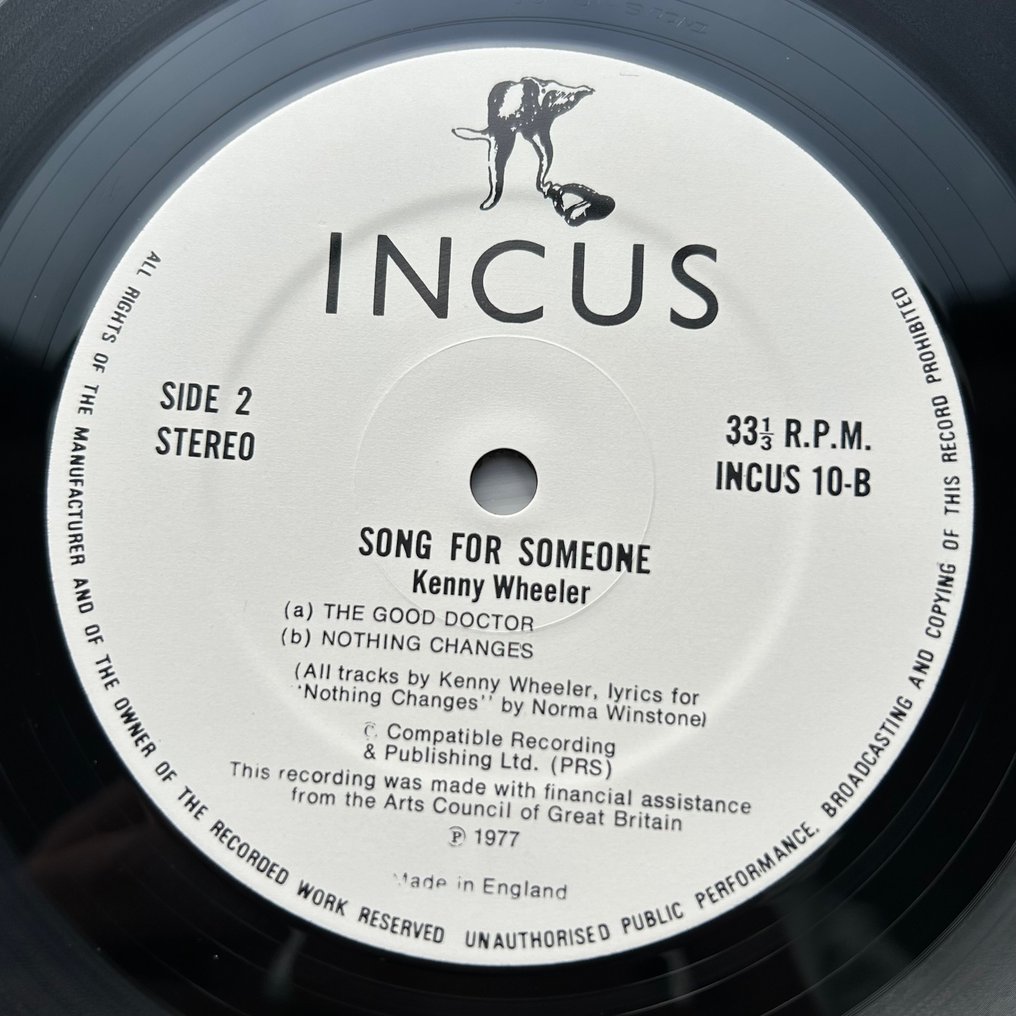 INCUS
SIDE 2
STEREO
33⅓ R.P.M.
INCUS 10-B
SONG FOR SOMEONE
Kenny Wheeler
(a) THE GOOD DOCTOR
(b) NOTHING CHANGES
(All tracks by Kenny Wheeler, lyrics for
"Nothing Changes" by Norma Winstone)
© Compatible Recording
& Publishing Ltd. (PRS)
This recording was made with financial assistance
from the Arts Council of Great Britain
℗ 1977
Made in England
ALL RIGHTS OF THE MANUFACTURER AND OF THE OWNER OF THE RECORDED WORK RESERVED UNAUTHORISED PUBLIC PERFORMANCE, BROADCASTING AND COPYING OF THIS RECORD PROHIBITED